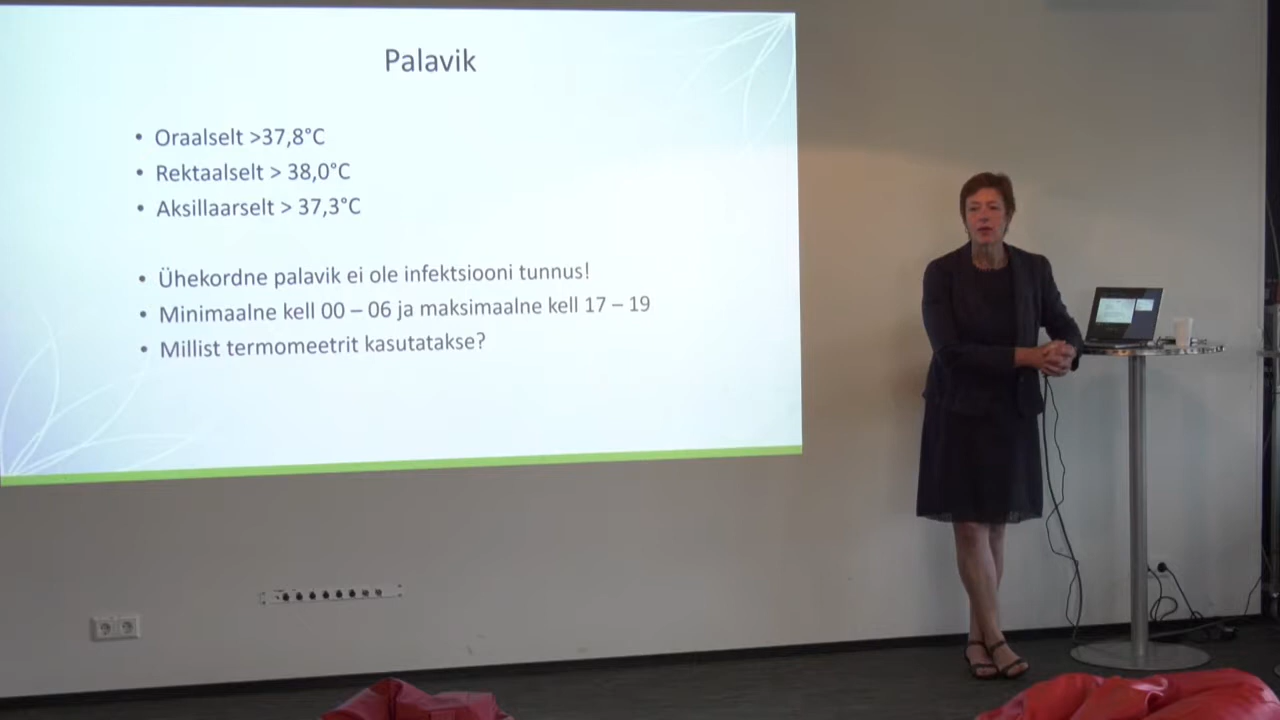 Palavik
• Oraalselt >37,8°C
• Rektaalselt > 38,0°C
• Aksillaarselt > 37,3°C
• Ühekordne palavik ei ole infektsiooni tunnus!
• Minimaalne kell 00 – 06 ja maksimaalne kell 17 – 19
• Millist termomeetrit kasutatakse?